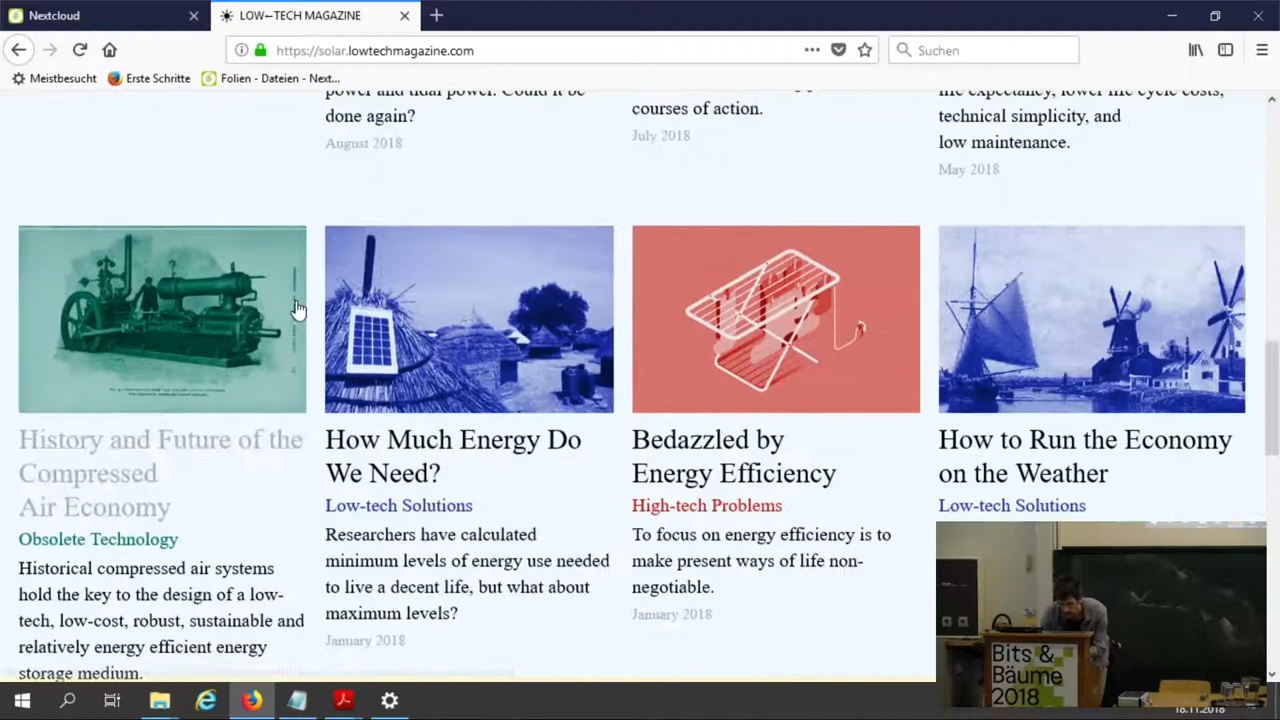 Nextcloud
LOW←TECH MAGAZINE
https://solar.lowtechmagazine.com
Suchen
Meistbesucht
Erste Schritte
Folien - Dateien - Next...
power and tidal power. Could it be
done again?
August 2018
courses of action.
July 2018
life expectancy, lower life cycle costs,
technical simplicity, and
low maintenance.
May 2018
History and Future of the
Compressed
Air Economy
Obsolete Technology
Historical compressed air systems
hold the key to the design of a low-
tech, low-cost, robust, sustainable and
relatively energy efficient energy
storage medium.
How Much Energy Do
We Need?
Low-tech Solutions
Researchers have calculated
minimum levels of energy use needed
to live a decent life, but what about
maximum levels?
January 2018
Bedazzled by
Energy Efficiency
High-tech Problems
To focus on energy efficiency is to
make present ways of life non-
negotiable.
January 2018
How to Run the Economy
on the Weather
Low-tech Solutions
Bits &
Bäume
2018
18.11.2018